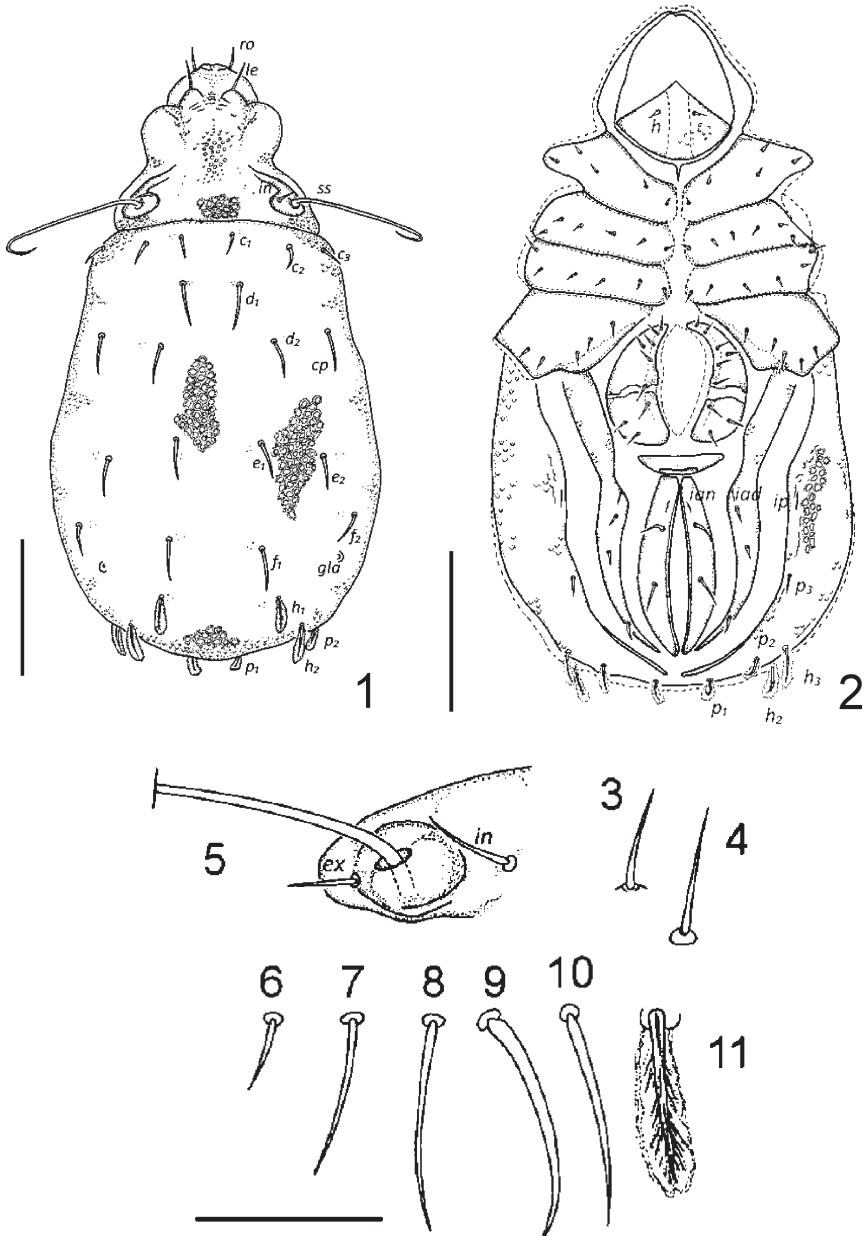 ro
le
in ss
c1
c2
c3
d1
d2
cp
e1
e2
f2
f1
gla
h1
p2
p1
h2
1
h
ian iad ip
p3
p2
h3
p1
h2
2
5
ex
in
3
4
6
7
8
9
10
11